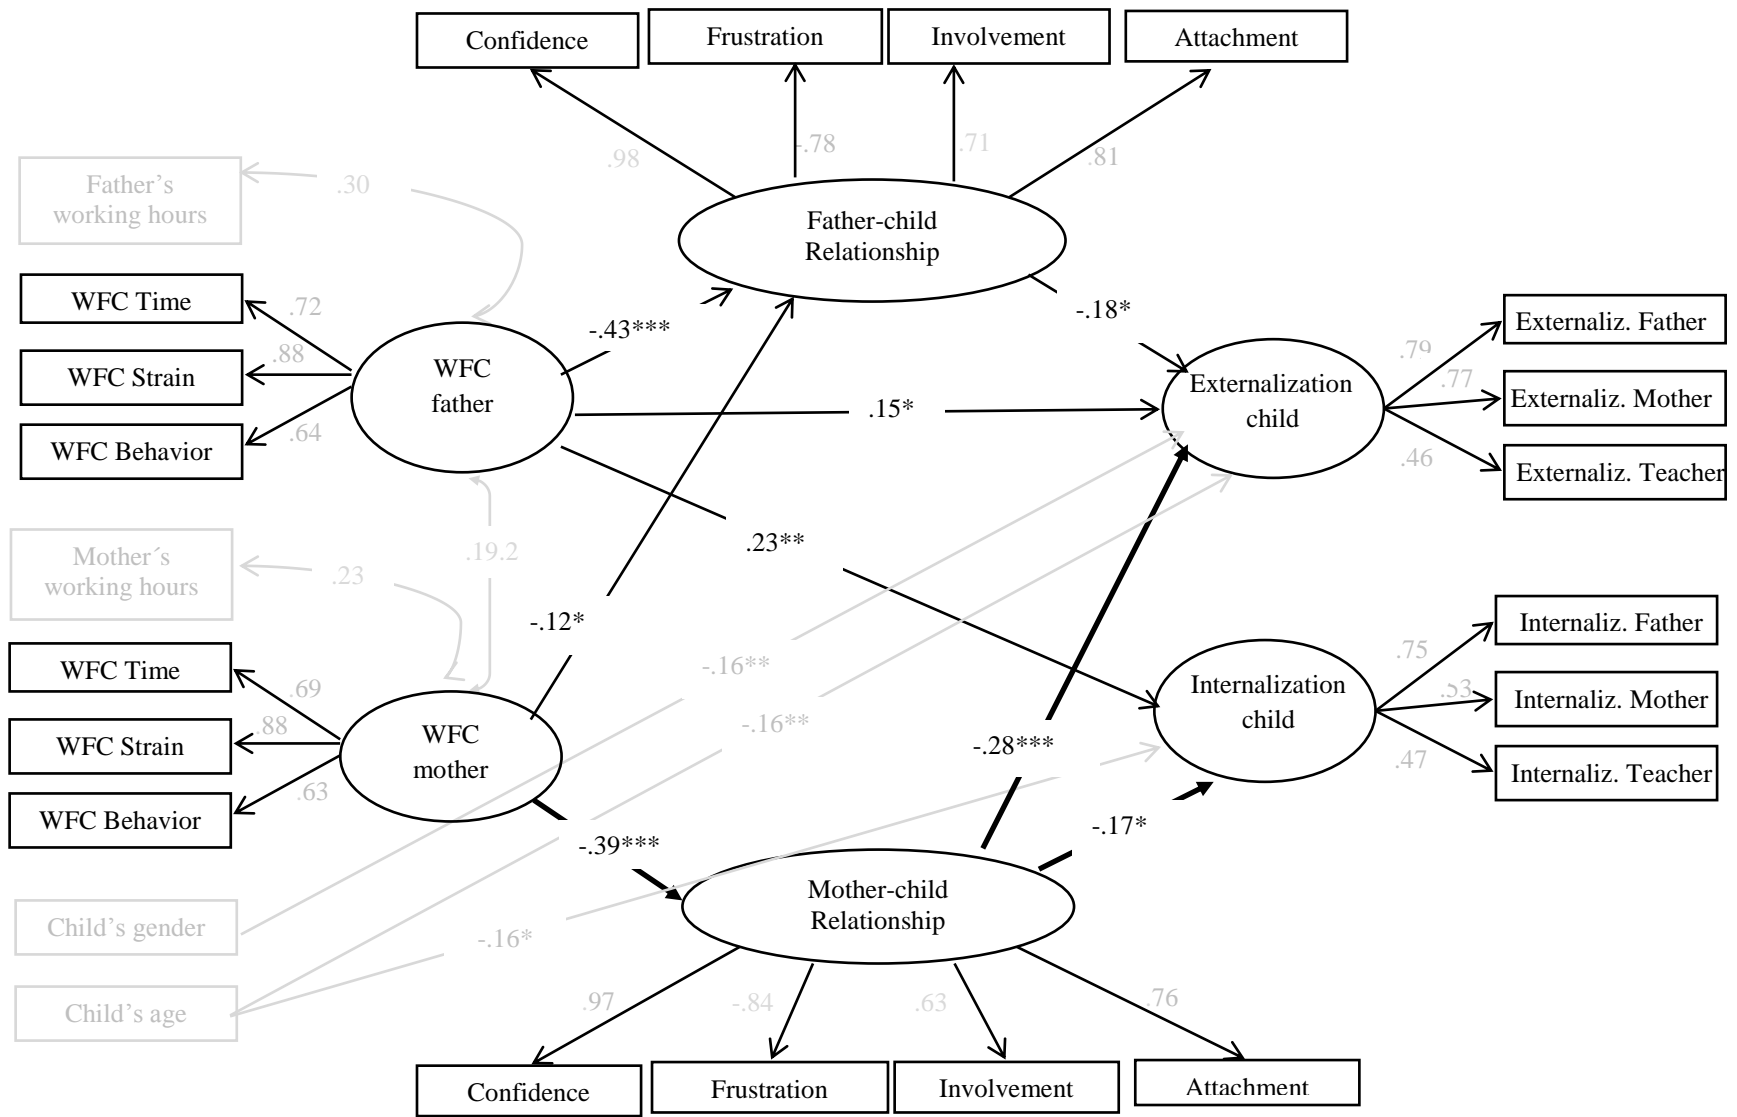 Confidence
Frustration
Involvement
Attachment
.98
-.78
.71
.81
Father’s
working hours
.30
Father-child
Relationship
WFC Time
.72
-.43***
-.18*
Externaliz. Father
WFC Strain
.88
WFC
father
.15*
Externalization
child
.79
.77
Externaliz. Mother
WFC Behavior
.64
.46
Externaliz. Teacher
Mother´s
working hours
.23
.19.2
.23**
-.12*
-.16**
Internaliz. Father
.75
WFC Time
.69
Internalization
child
.53
Internaliz. Mother
WFC Strain
.88
WFC
mother
-.16**
-.28***
.47
Internaliz. Teacher
WFC Behavior
.63
-.39***
-.17*
Mother-child
Relationship
Child’s gender
-.16*
Child’s age
.97
-.84
.63
.76
Confidence
Frustration
Involvement
Attachment